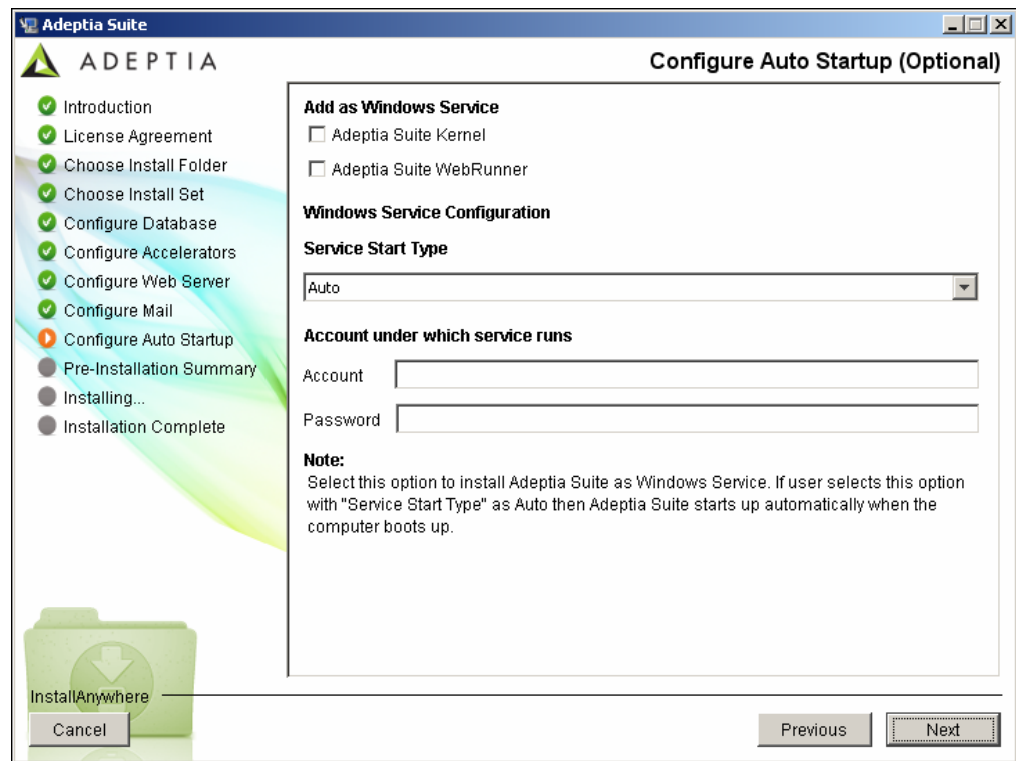 Adeptia Suite
ADEPTIA
Configure Auto Startup (Optional)
Introduction
License Agreement
Choose Install Folder
Choose Install Set
Configure Database
Configure Accelerators
Configure Web Server
Configure Mail
Configure Auto Startup
Pre-Installation Summary
Installing...
Installation Complete
Add as Windows Service
Adeptia Suite Kernel
Adeptia Suite WebRunner
Windows Service Configuration
Service Start Type
Auto
Account under which service runs
Account
Password
Note:
Select this option to install Adeptia Suite as Windows Service. If user selects this option
with "Service Start Type" as Auto then Adeptia Suite starts up automatically when the
computer boots up.
InstallAnywhere
Cancel
Previous
Next